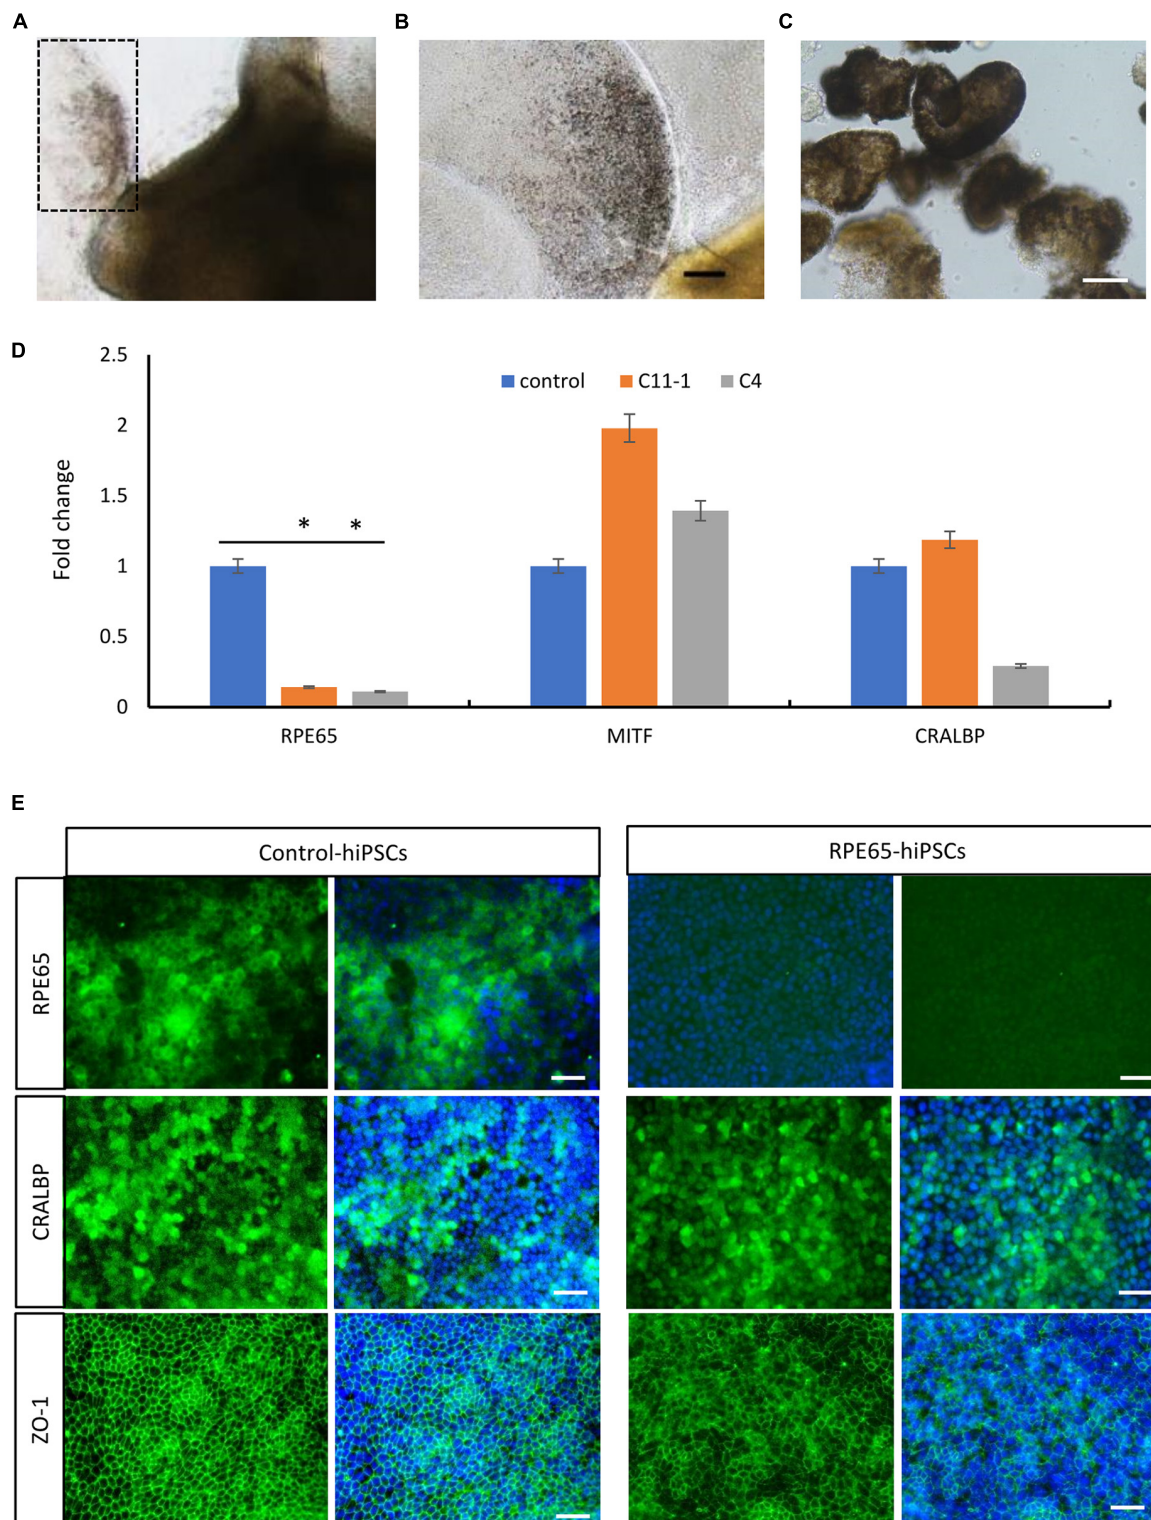 A B C
D
2.5
2
1.5
1
0.5
0
Fold change
control C11-1 C4
* *
RPE65 MITF CRALBP
E
Control-hiPSCs RPE65-hiPSCs
RPE65
CRALBP
ZO-1